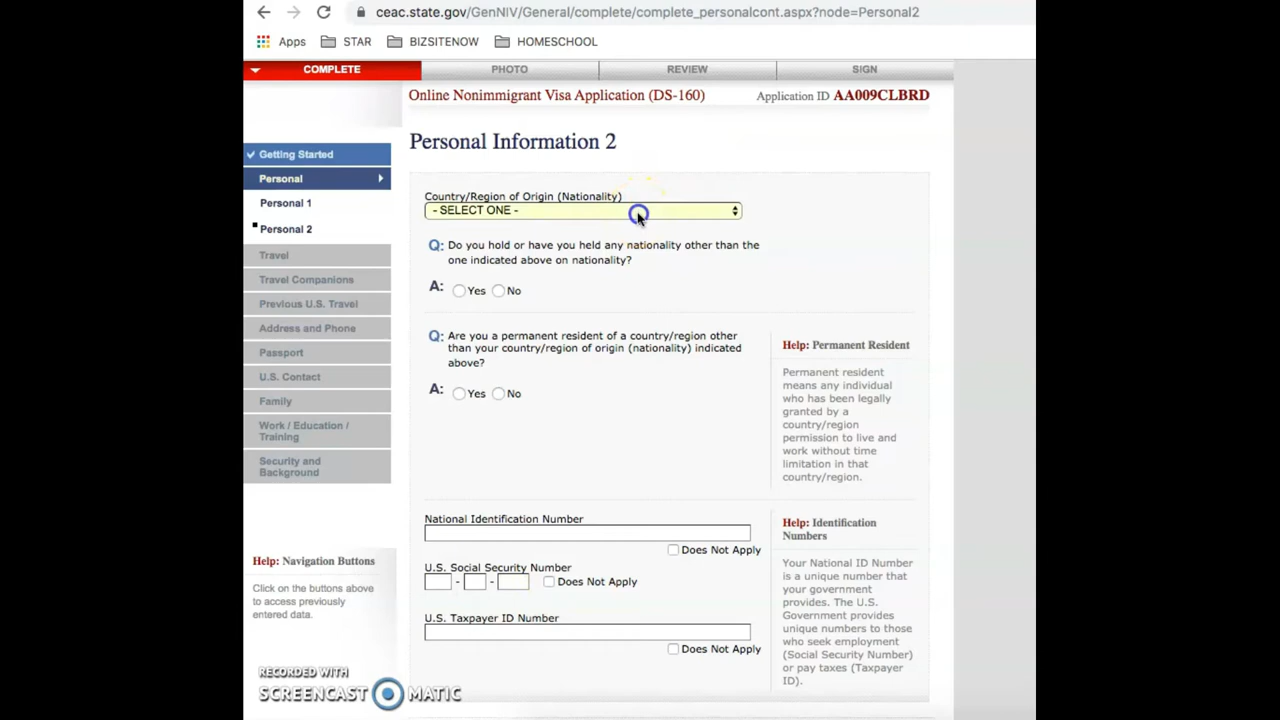 ceac.state.gov/GenNIV/General/complete/complete_personalcont.aspx?node=Personal2
Apps STAR BIZSITENOW HOMESCHOOL
COMPLETE PHOTO REVIEW SIGN
Online Nonimmigrant Visa Application (DS-160) Application ID AA009CLBRD
Personal Information 2
Getting Started
Personal
Personal 1
Personal 2
Travel
Travel Companions
Previous U.S. Travel
Address and Phone
Passport
U.S. Contact
Family
Work / Education /
Training
Security and
Background
Help: Navigation Buttons
Click on the buttons above
to access previously
entered data.
Country/Region of Origin (Nationality)
- SELECT ONE -
Q: Do you hold or have you held any nationality other than the
one indicated above on nationality?
A: Yes No
Q: Are you a permanent resident of a country/region other
than your country/region of origin (nationality) indicated
above?
A: Yes No
Help: Permanent Resident
Permanent resident
means any individual
who has been legally
granted by a
country/region
permission to live and
work without time
limitation in that
country/region.
National Identification Number
Does Not Apply
U.S. Social Security Number
- - Does Not Apply
U.S. Taxpayer ID Number
Does Not Apply
Help: Identification
Numbers
Your National ID Number
is a unique number that
your government
provides. The U.S.
Government provides
unique numbers to those
who seek employment
(Social Security Number)
or pay taxes (Taxpayer
ID).
RECORDED WITH
SCREENCAST MATIC